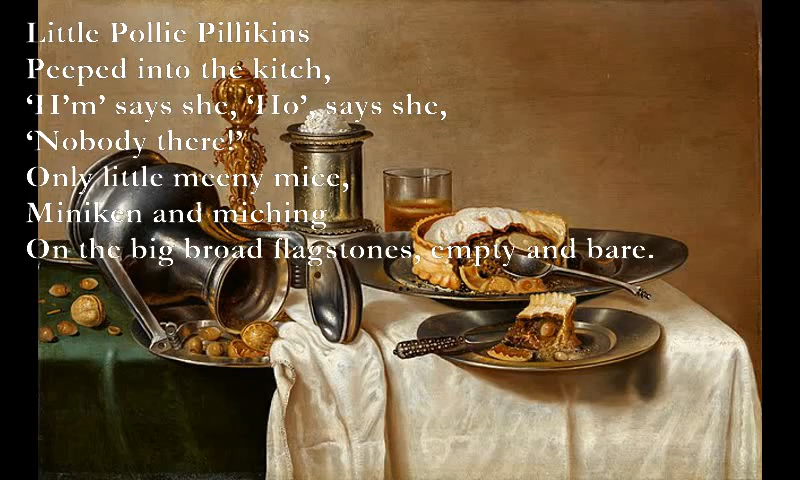 Little Pollie Pillikins
Peeped into the kitch,
‘H’m’ says she, ‘Ho’, says she,
‘Nobody there!’
Only little meeny mice,
Miniken and miching
On the big broad flagstones, empty and bare.